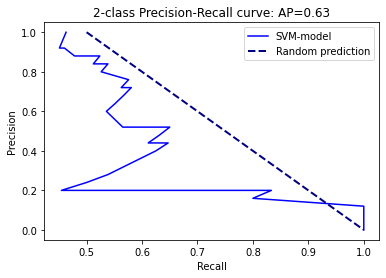 2-class Precision-Recall curve: AP=0.63
SVM-model
Random prediction
Precision
1.0
0.8
0.6
0.4
0.2
0.0
0.5
0.6
0.7
0.8
0.9
1.0
Recall